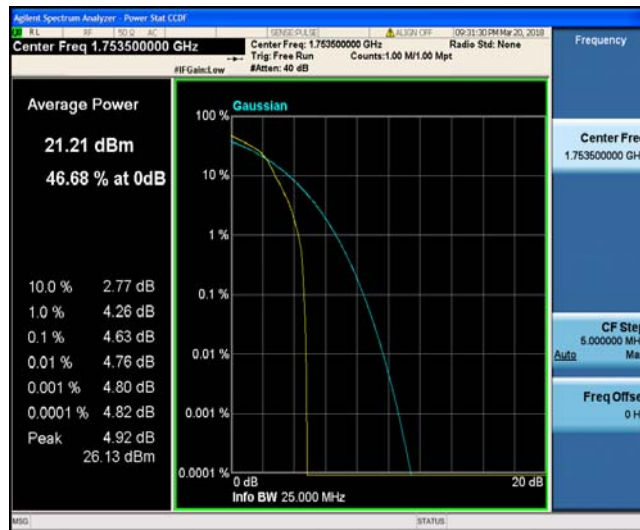 Agilent Spectrum Analyzer - Power Stat CCDF
RL RF 50 Ω AC SENSE:PULSE ALIGN OFF 09:31:30 PM Mar 20, 2018
Center Freq 1.753500000 GHz
Center Freq: 1.753500000 GHz Radio Std: None
Trig: Free Run Counts:1.00 M/1.00 Mpt
#IFGain:Low #Atten: 40 dB
Frequency
Average Power
21.21 dBm
46.68 % at 0dB
10.0 % 2.77 dB
1.0 % 4.26 dB
0.1 % 4.63 dB
0.01 % 4.76 dB
0.001 % 4.80 dB
0.0001 % 4.82 dB
Peak 4.92 dB
26.13 dBm
Gaussian
100 %
10 %
1 %
0.1 %
0.01 %
0.001 %
0.0001 %
0 dB 20 dB
Info BW 25.000 MHz
Center Fre
1.753500000 GH
CF Step
5.000000 MH
Auto Ma
Freq Offse
0 H
MSG STATUS